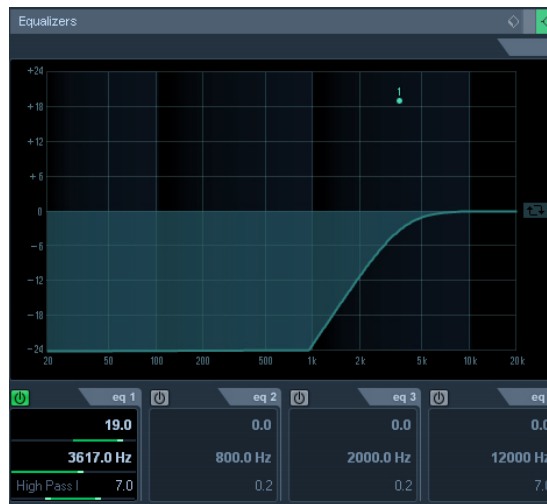 Equalizers
+24
1
+18
+12
+6
0
-6
-12
-18
-24
20 50 100 200 500 1k 2k 5k 10k 20k
eq 1 eq 2 eq 3 eq
19.0 0.0 0.0 0.0
3617.0 Hz 800.0 Hz 2000.0 Hz 12000 Hz
High Pass I 7.0 0.2 0.2 7.0